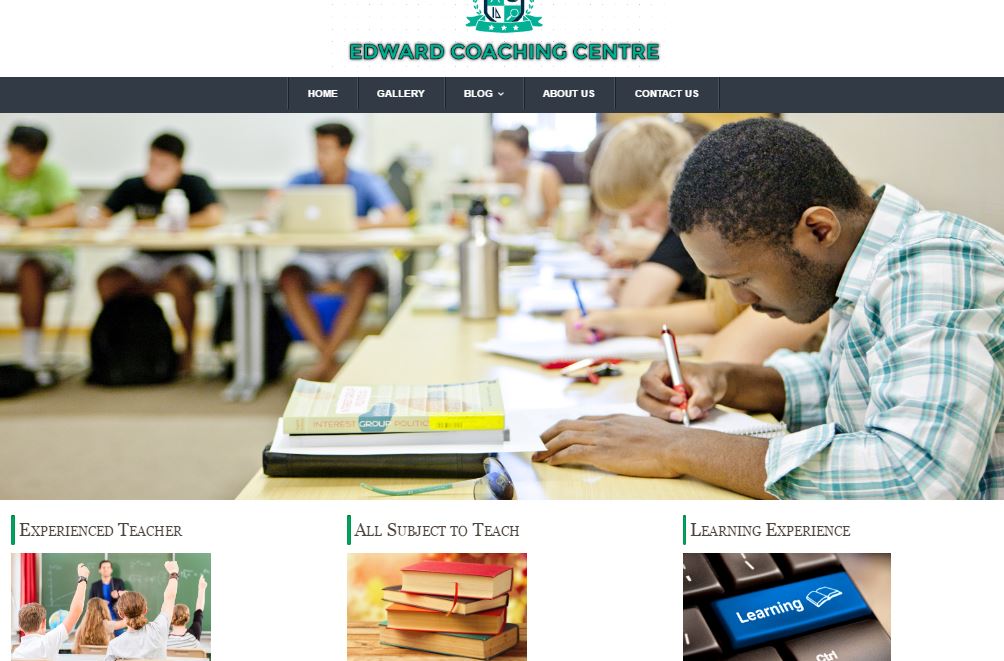 EDWARD COACHING CENTRE
HOME GALLERY BLOG ABOUT US CONTACT US
INTEREST GROUP POLITIC
EXPERIENCED TEACHER ALL SUBJECT TO TEACH LEARNING EXPERIENCE
Learning
Ctrl